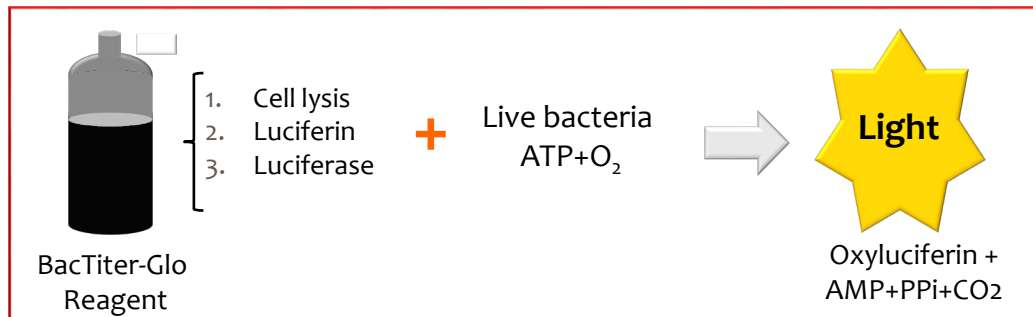 1. Cell lysis
2. Luciferin
3. Luciferase
+
Live bacteria
ATP+O₂
Light
BacTiter-Glo
Reagent
Oxyluciferin +
AMP+PPi+CO2